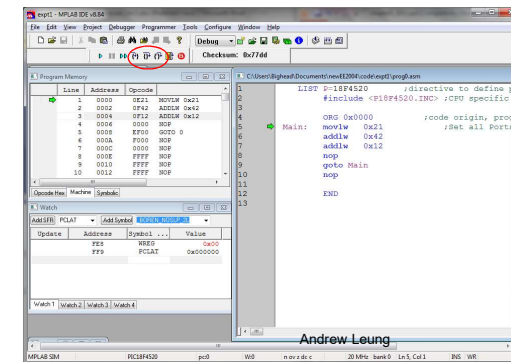 expt1 - MPLAB IDE v8.84
File Edit View Project Debugger Programmer Tools Configure Window Help
Debug
Checksum: 0x77dd
Program Memory
Line Address Opcode
1 0000 0E21 MOVLW 0x21
2 0002 0F42 ADDLW 0x42
3 0004 0F12 ADDLW 0x12
4 0006 0000 NOP
5 0008 EF00 GOTO 0
6 000A F000 NOP
7 000C 0000 NOP
8 000E FFFF NOP
9 0010 FFFF NOP
10 0012 FFFF NOP
Opcode Hex Machine Symbolic
Watch
Add SFR PCLAT Add Symbol
Update Address Symbol ... Value
FE8 WREG 0x00
FF9 PCLAT 0x000000
Watch 1 Watch 2 Watch 3 Watch 4
C:\Users\Bighead\Documents\newEE2004\code\expt1\prog0.asm
1 LIST P=18F4520 ;directive to define p
2 #include <P18F4520.INC> ;CPU specific
3
4 ORG 0x0000 ;code origin, prog
5 Main: movlw 0x21 ;Set all Ports
6 addlw 0x42
7 addlw 0x12
8 nop
9 goto Main
10 nop
11
12 END
13
Andrew Leung
MPLAB SIM PIC18F4520 pc:0 W:0 n ov z dc c 20 MHz bank 0 Ln 5, Col 1 INS WR